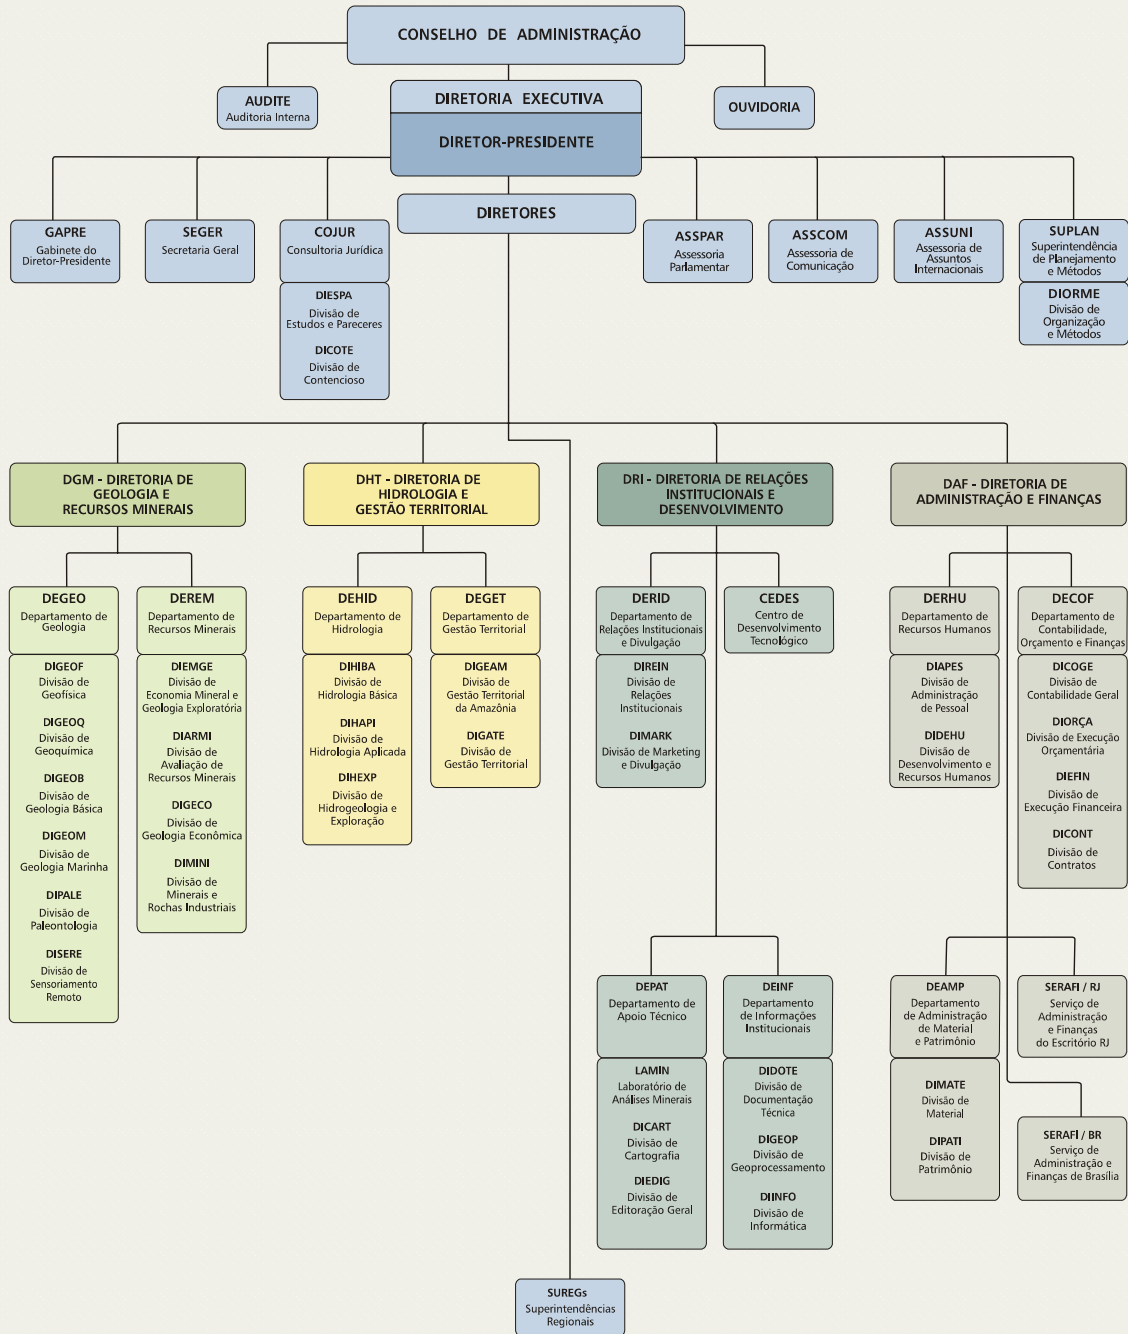 CONSELHO DE ADMINISTRAÇÃO
AUDITE
Auditoria Interna
DIRETORIA EXECUTIVA
DIRETOR-PRESIDENTE
OUVIDORIA
DIRETORES
GAPRE
Gabinete do
Diretor-Presidente
SEGER
Secretaria Geral
COJUR
Consultoria Jurídica
DIESPA
Divisão de
Estudos e Pareceres
DICOTE
Divisão de
Contencioso
ASSPAR
Assessoria
Parlamentar
ASSCOM
Assessoria de
Comunicação
ASSUNI
Assessoria de
Assuntos
Internacionais
SUPLAN
Superintendência
de Planejamento
e Métodos
DIORME
Divisão de
Organização
e Métodos
DGM - DIRETORIA DE
GEOLOGIA E
RECURSOS MINERAIS
DEGEO
Departamento de
Geologia
DIGEOF
Divisão de
Geofísica
DIGEOQ
Divisão de
Geoquímica
DIGEOB
Divisão de
Geologia Básica
DIGEOM
Divisão de
Geologia Marinha
DIPALE
Divisão de
Paleontologia
DISERE
Divisão de
Sensoriamento
Remoto
DEREM
Departamento de
Recursos Minerais
DIEMGE
Divisão de
Economia Mineral e
Geologia Exploratória
DIARMI
Divisão de
Avaliação de
Recursos Minerais
DIGECO
Divisão de
Geologia Econômica
DIMINI
Divisão de
Minerais e
Rochas Industriais
DHT - DIRETORIA DE
HIDROLOGIA E
GESTÃO TERRITORIAL
DEHID
Departamento de
Hidrologia
DIHIBA
Divisão de
Hidrologia Básica
DIHAPI
Divisão de
Hidrologia Aplicada
DIHEXP
Divisão de
Hidrogeologia e
Exploração
DEGET
Departamento de
Gestão Territorial
DIGEAM
Divisão de
Gestão Territorial
da Amazônia
DIGATE
Divisão de
Gestão Territorial
DRI - DIRETORIA DE RELAÇÕES
INSTITUCIONAIS E
DESENVOLVIMENTO
DERID
Departamento de
Relações Institucionais
e Divulgação
DIREIN
Divisão de
Relações
Institucionais
DIMARK
Divisão de Marketing
e Divulgação
CEDES
Centro de
Desenvolvimento
Tecnológico
DEPAT
Departamento de
Apoio Técnico
LAMIN
Laboratório de
Análises Minerais
DICART
Divisão de
Cartografia
DIEDIG
Divisão de
Editoração Geral
DEINF
Departamento
de Informações
Institucionais
DIDOTE
Divisão de
Documentação
Técnica
DIGEOP
Divisão de
Geoprocessamento
DIINFO
Divisão de
Informática
DAF - DIRETORIA DE
ADMINISTRAÇÃO E FINANÇAS
DERHU
Departamento de
Recursos Humanos
DIAPES
Divisão de
Administração
de Pessoal
DIDEHU
Divisão de
Desenvolvimento e
Recursos Humanos
DECOF
Departamento de
Contabilidade,
Orçamento e Finanças
DICOGE
Divisão de
Contabilidade Geral
DIORÇA
Divisão de Execução
Orçamentária
DIEFIN
Divisão de
Execução Financeira
DICONT
Divisão de
Contratos
DEAMP
Departamento
de Administração
de Material
e Patrimônio
DIMATE
Divisão de
Material
DIPATI
Divisão de
Patrimônio
SERAFI / RJ
Serviço de
Administração
e Finanças
do Escritório RJ
SERAFI / BR
Serviço de
Administração e
Finanças de Brasília
SUREGs
Superintendências
Regionais